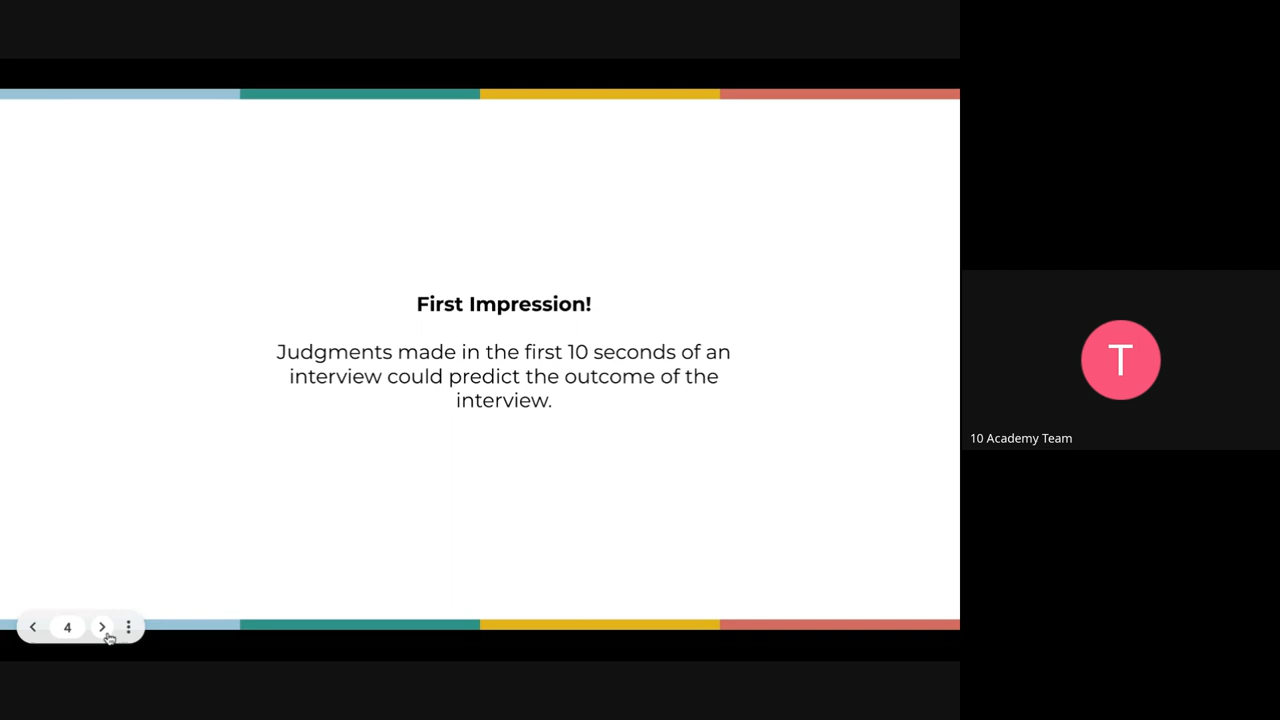 First Impression!
Judgments made in the first 10 seconds of an
interview could predict the outcome of the
interview.
T
10 Academy Team
4